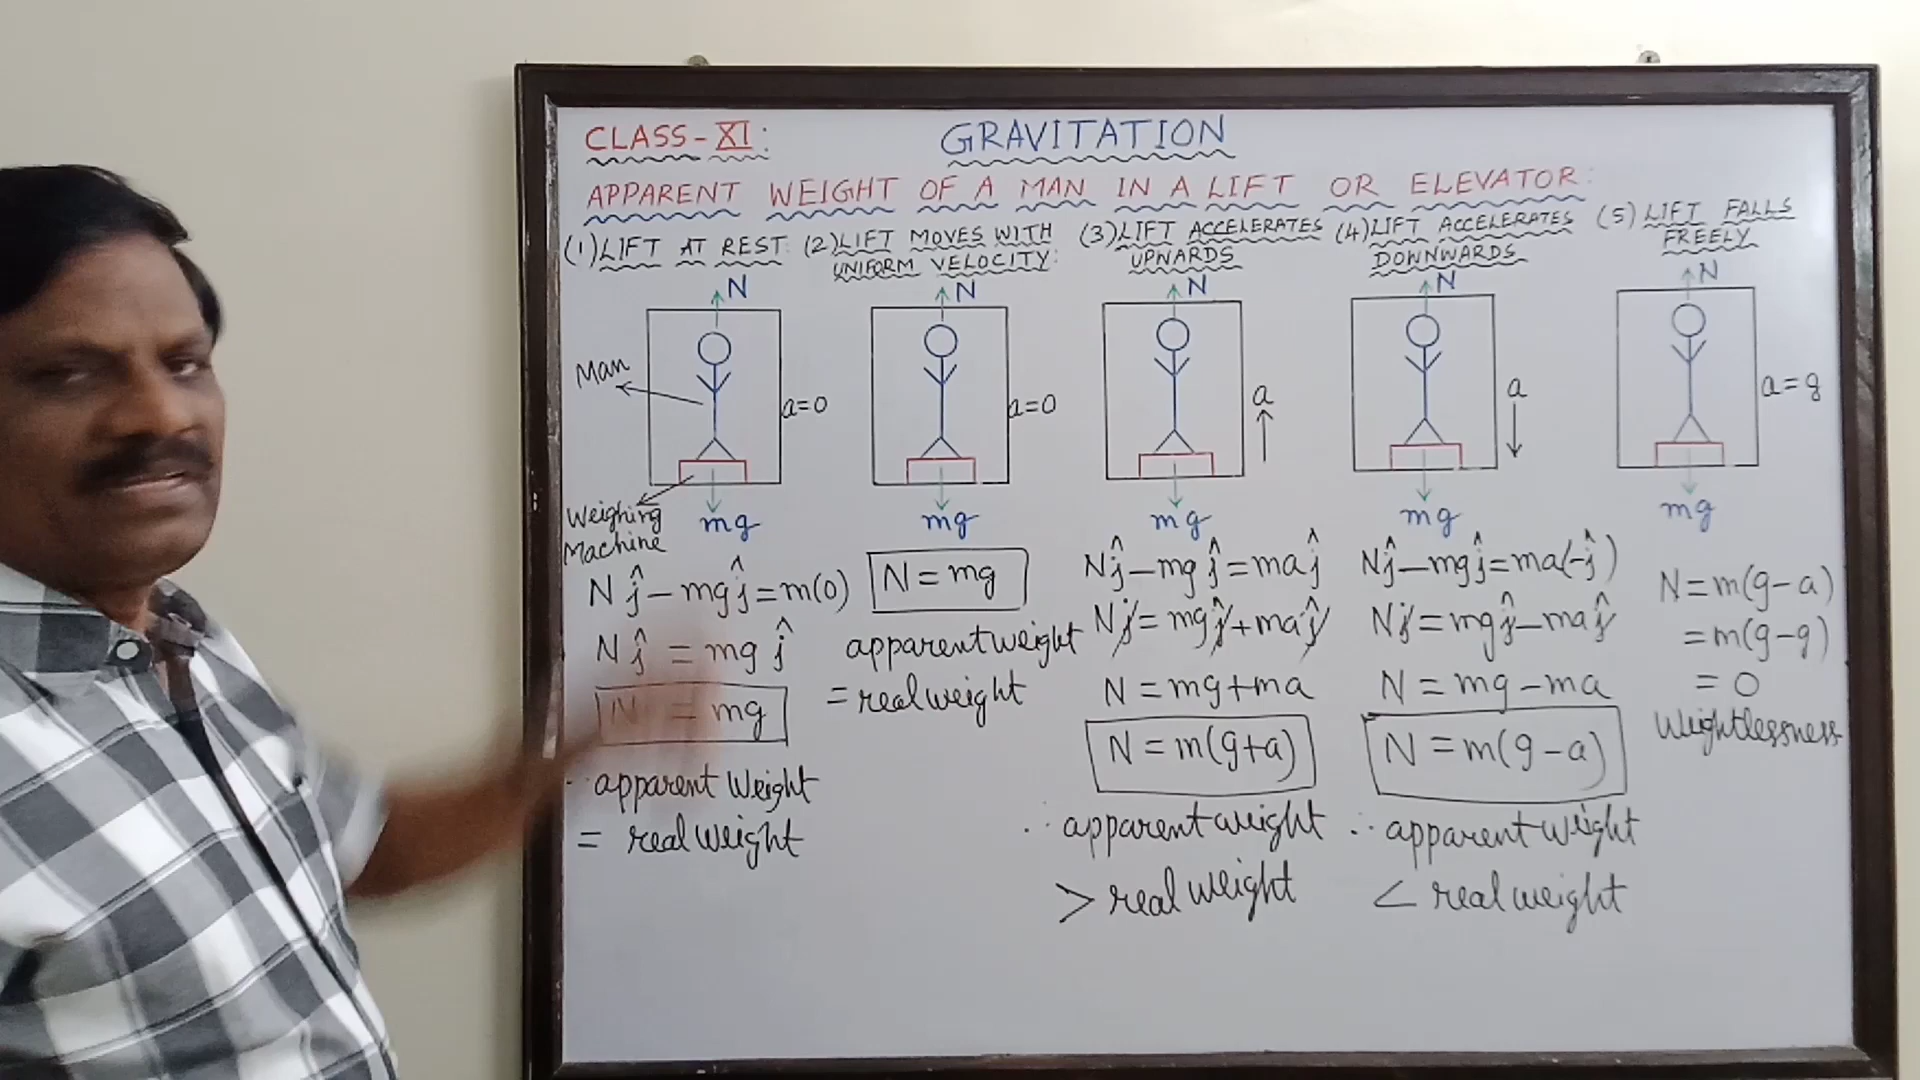 CLASS-XI:
GRAVITATION
APPARENT WEIGHT OF A MAN IN A LIFT OR ELEVATOR:
(1) LIFT AT REST:
N
Man
a=0
Weighing
Machine
mg
N ĵ - mg ĵ = m(0)
N ĵ = mg ĵ
N = mg
apparent Weight
= real weight
(2) LIFT MOVES WITH
UNIFORM VELOCITY:
N
a=0
mg
N = mg
apparent weight
= real weight
(3) LIFT ACCELERATES
UPWARDS
N
a
mg
N ĵ - mg ĵ = ma ĵ
N ĵ = mg ĵ + ma ĵ
N = mg+ma
N = m(g+a)
∴ apparent weight
> real weight
(4) LIFT ACCELERATES
DOWNWARDS
N
a
mg
N ĵ - mg ĵ = ma(-ĵ)
N ĵ = mg ĵ - ma ĵ
N = mg - ma
N = m(g - a)
∴ apparent weight
< real weight
(5) LIFT FALLS
FREELY
N
a = g
mg
N = m(g - a)
= m(g - g)
= 0
Weightlessness